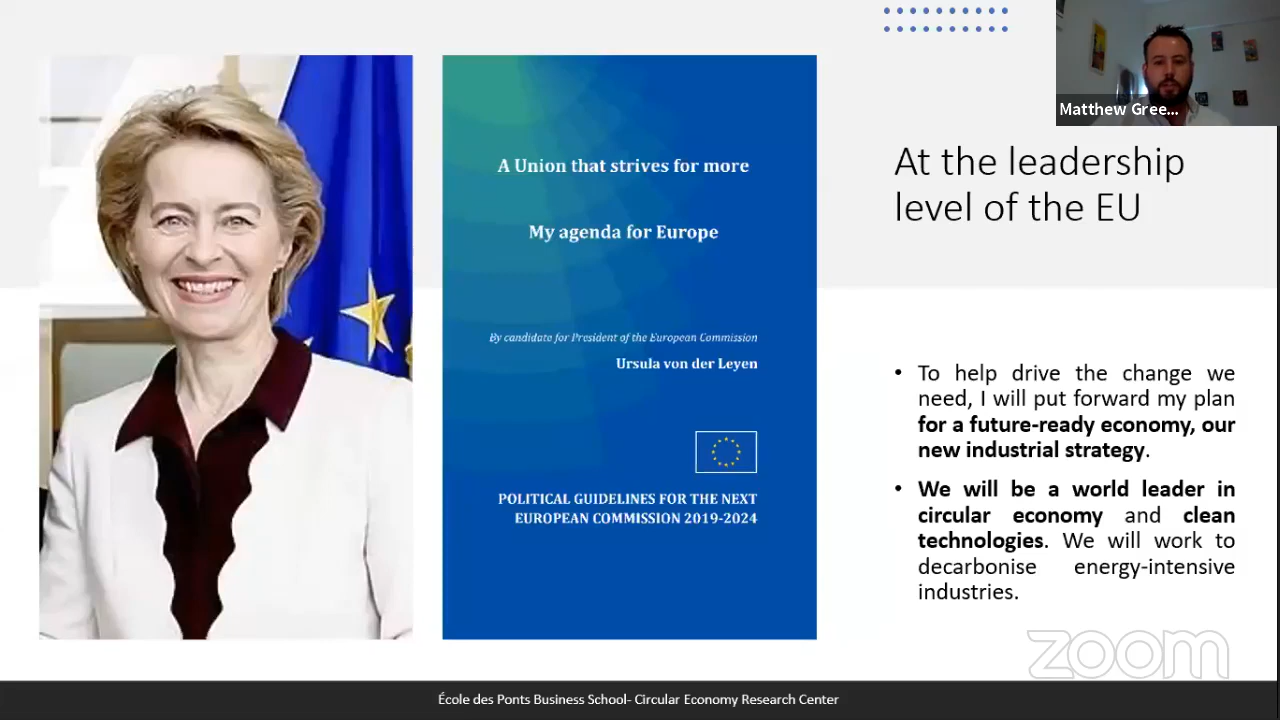 Matthew Gree...
A Union that strives for more
My agenda for Europe
By candidate for President of the European Commission
Ursula von der Leyen
POLITICAL GUIDELINES FOR THE NEXT
EUROPEAN COMMISSION 2019-2024
At the leadership
level of the EU
• To help drive the change we
need, I will put forward my plan
for a future-ready economy, our
new industrial strategy.
• We will be a world leader in
circular economy and clean
technologies. We will work to
decarbonise energy-intensive
industries.
zoom
École des Ponts Business School- Circular Economy Research Center